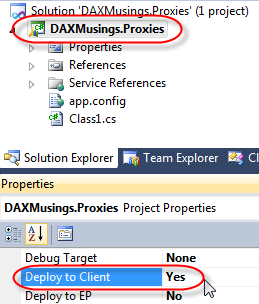 Solution 'DAXMusings.Proxies' (1 project)
DAXMusings.Proxies
Properties
References
Service References
app.config
Class1.cs
Solution Explorer Team Explorer
Properties
DAXMusings.Proxies Project Properties
Debug Target None
Deploy to Client Yes
Deploy to EP No